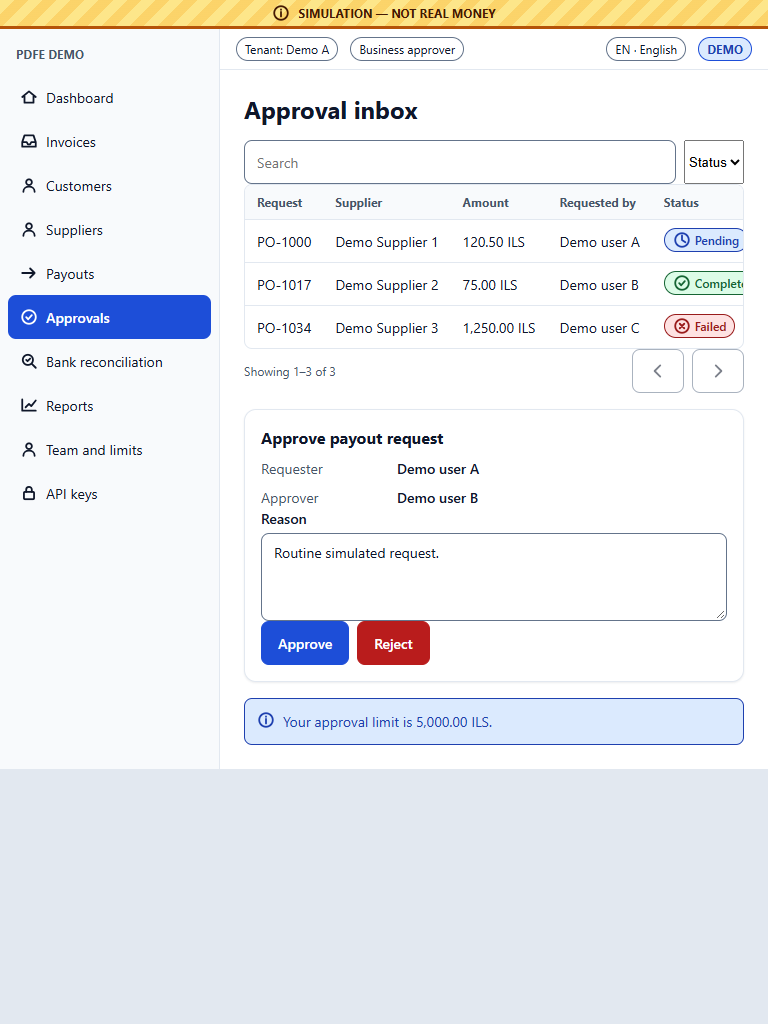 SIMULATION — NOT REAL MONEY
PDFE DEMO
Tenant: Demo A
Business approver
EN · English
DEMO
Dashboard
Invoices
Customers
Suppliers
Payouts
Approvals
Bank reconciliation
Reports
Team and limits
API keys
Approval inbox
Search
Status
Request Supplier Amount Requested by Status
PO-1000 Demo Supplier 1 120.50 ILS Demo user A Pending
PO-1017 Demo Supplier 2 75.00 ILS Demo user B Complete
PO-1034 Demo Supplier 3 1,250.00 ILS Demo user C Failed
Showing 1–3 of 3
Approve payout request
Requester Demo user A
Approver Demo user B
Reason
Routine simulated request.
Approve Reject
Your approval limit is 5,000.00 ILS.